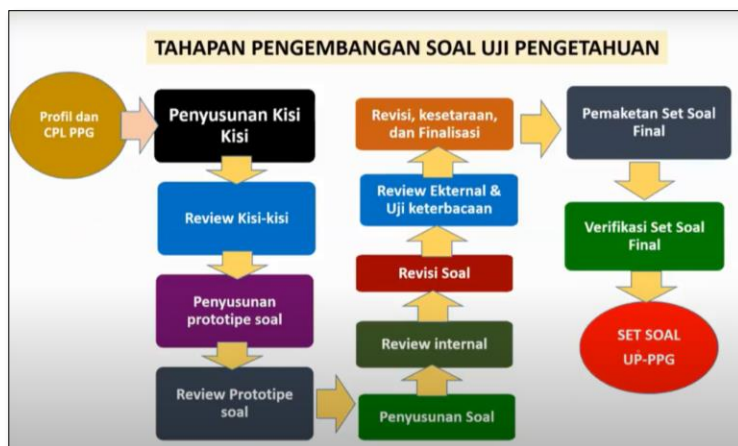 TAHAPAN PENGEMBANGAN SOAL UJI PENGETAHUAN
Profil dan
CPL PPG
Penyusunan Kisi
Kisi
Review Kisi-kisi
Penyusunan
prototipe soal
Review Prototipe
soal
Penyusunan Soal
Review internal
Revisi Soal
Review Ekternal &
Uji keterbacaan
Revisi, kesetaraan,
dan Finalisasi
Pemaketan Set Soal
Final
Verifikasi Set Soal
Final
SET SOAL
UP-PPG